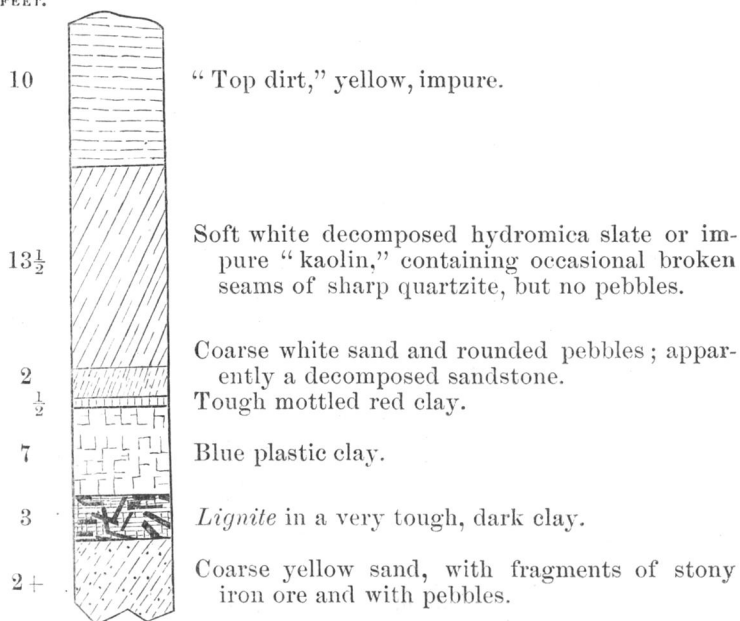 FEET.
10 “ Top dirt,” yellow, impure.
13½ Soft white decomposed hydromica slate or im-
pure “ kaolin,” containing occasional broken
seams of sharp quartzite, but no pebbles.
2 Coarse white sand and rounded pebbles ; appar-
ently a decomposed sandstone.
½ Tough mottled red clay.
7 Blue plastic clay.
3 Lignite in a very tough, dark clay.
2+ Coarse yellow sand, with fragments of stony
iron ore and with pebbles.